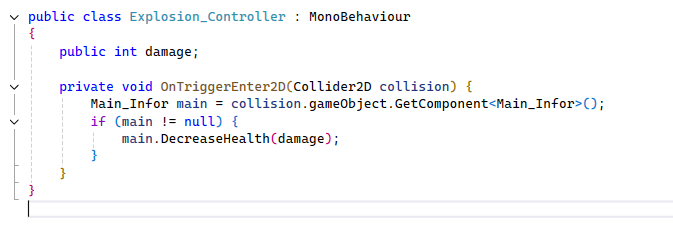 public class Explosion_Controller : MonoBehaviour
{
    public int damage;

    private void OnTriggerEnter2D(Collider2D collision) {
        Main_Infor main = collision.gameObject.GetComponent<Main_Infor>();
        if (main != null) {
            main.DecreaseHealth(damage);
        }
    }
}